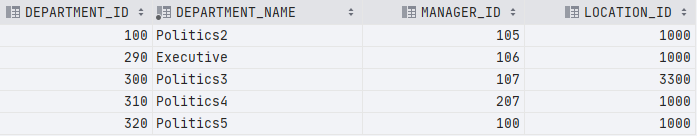 DEPARTMENT_ID DEPARTMENT_NAME MANAGER_ID LOCATION_ID
100 Politics2 105 1000
290 Executive 106 1000
300 Politics3 107 3300
310 Politics4 207 1000
320 Politics5 100 1000